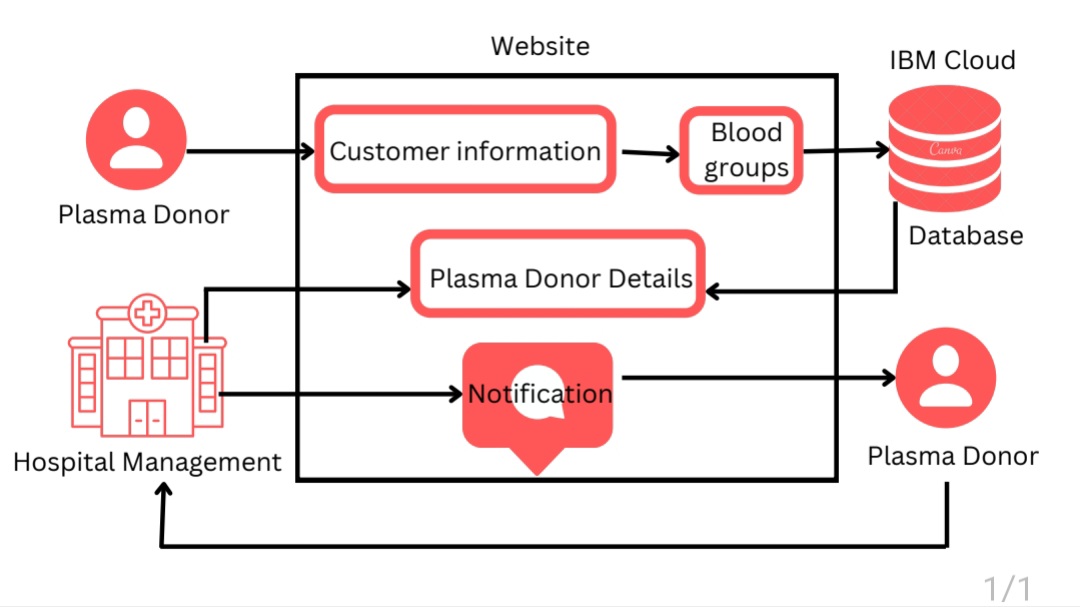 Website
IBM Cloud
Customer information
Blood
groups
Canva
Plasma Donor
Database
Plasma Donor Details
Notification
Hospital Management
Plasma Donor
1/1